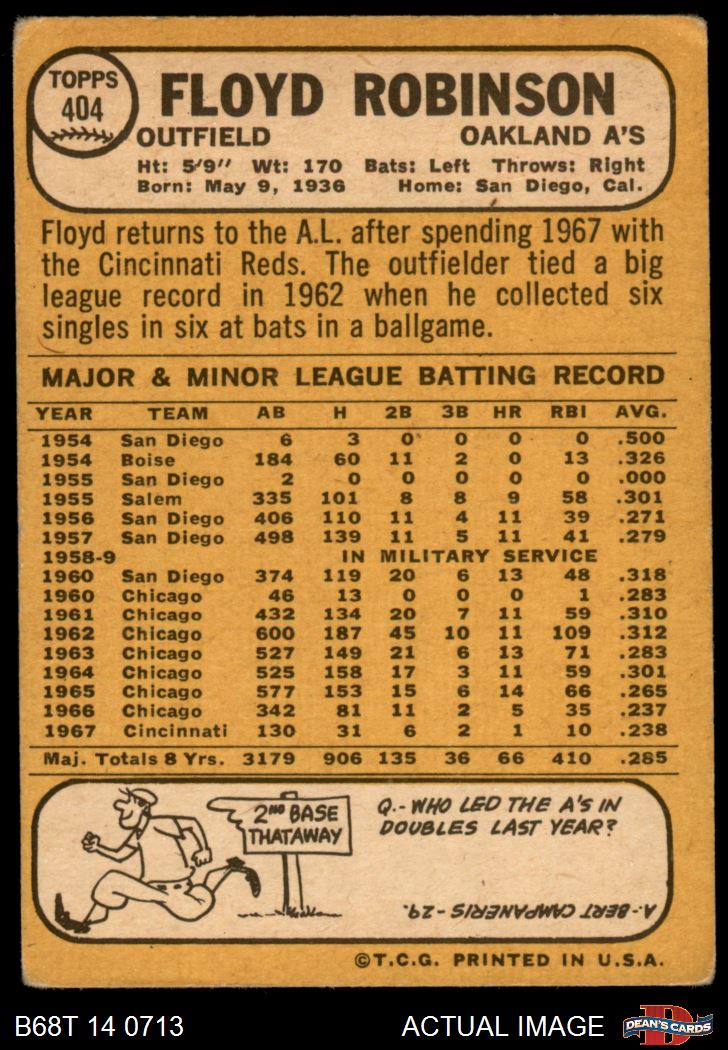 TOPPS
404
FLOYD ROBINSON
OUTFIELD OAKLAND A'S
Ht: 5'9" Wt: 170 Bats: Left Throws: Right
Born: May 9, 1936 Home: San Diego, Cal.
Floyd returns to the A.L. after spending 1967 with
the Cincinnati Reds. The outfielder tied a big
league record in 1962 when he collected six
singles in six at bats in a ballgame.
MAJOR & MINOR LEAGUE BATTING RECORD
YEAR TEAM AB H 2B 3B HR RBI AVG.
1954 San Diego 6 3 0 0 0 0 .500
1954 Boise 184 60 11 2 0 13 .326
1955 San Diego 2 0 0 0 0 0 .000
1955 Salem 335 101 8 8 9 58 .301
1956 San Diego 406 110 11 4 11 39 .271
1957 San Diego 498 139 11 5 11 41 .279
1958-9 IN MILITARY SERVICE
1960 San Diego 374 119 20 6 13 48 .318
1960 Chicago 46 13 0 0 0 1 .283
1961 Chicago 432 134 20 7 11 59 .310
1962 Chicago 600 187 45 10 11 109 .312
1963 Chicago 527 149 21 6 13 71 .283
1964 Chicago 525 158 17 3 11 59 .301
1965 Chicago 577 153 15 6 14 66 .265
1966 Chicago 342 81 11 2 5 35 .237
1967 Cincinnati 130 31 6 2 1 10 .238
Maj. Totals 8 Yrs. 3179 906 135 36 66 410 .285
2ND BASE
THATAWAY
Q.- WHO LED THE A'S IN
DOUBLES LAST YEAR?
A.- BERT CAMPANERIS - 29.
©T.C.G. PRINTED IN U.S.A.
B68T 14 0713 ACTUAL IMAGE
D
DEAN'S CARDS